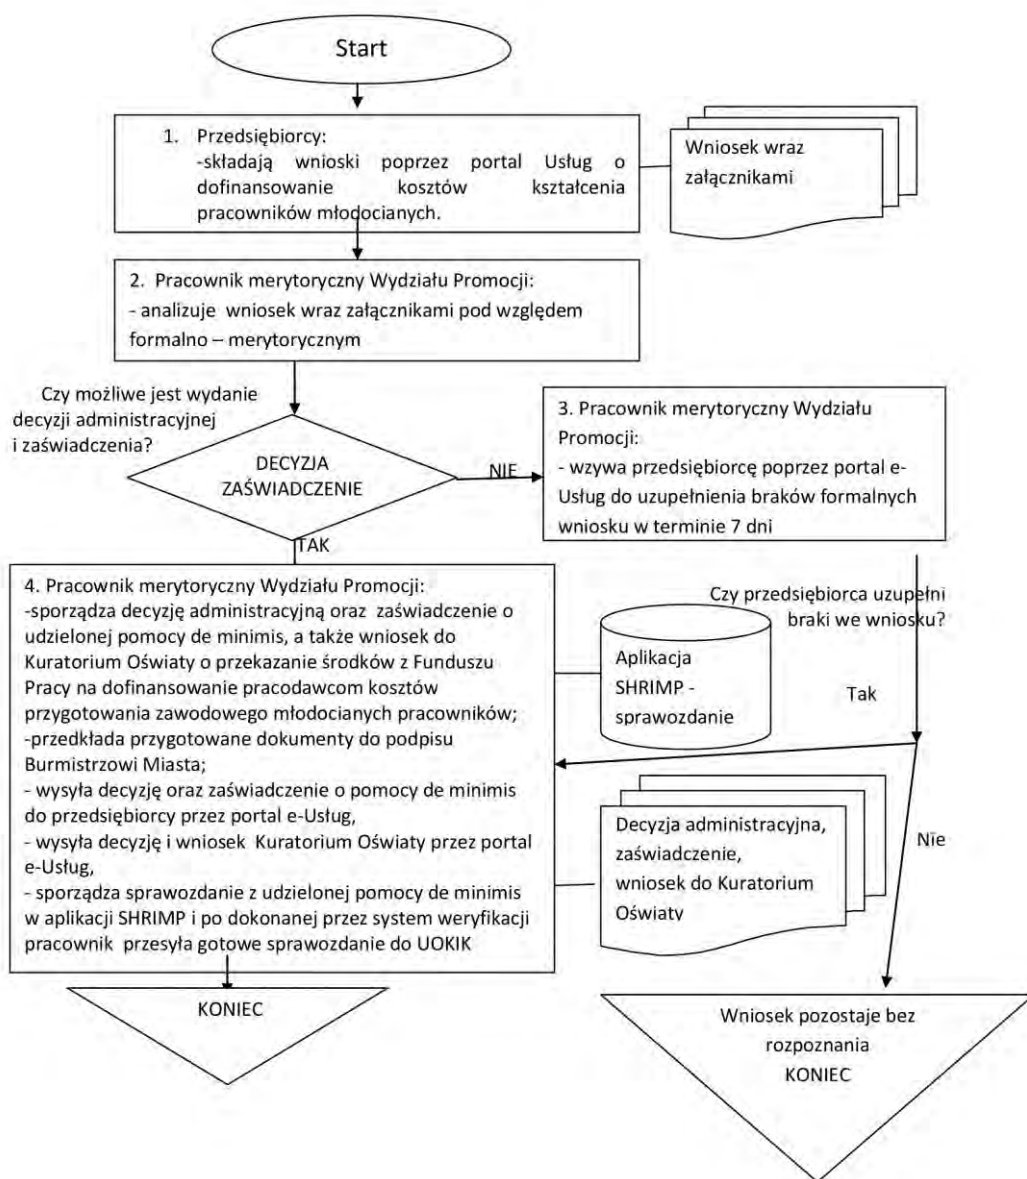 Start
1. Przedsiębiorcy:
-składają wnioski poprzez portal Usług o
dofinansowanie kosztów kształcenia
pracowników młodocianych.
Wniosek wraz
załącznikami
2. Pracownik merytoryczny Wydziału Promocji:
- analizuje wniosek wraz załącznikami pod względem
formalno – merytorycznym
Czy możliwe jest wydanie
decyzji administracyjnej
i zaświadczenia?
DECYZJA
ZAŚWIADCZENIE
NIE
3. Pracownik merytoryczny Wydziału
Promocji:
- wzywa przedsiębiorcę poprzez portal e-
Usług do uzupełnienia braków formalnych
wniosku w terminie 7 dni
TAK
4. Pracownik merytoryczny Wydziału Promocji:
-sporządza decyzję administracyjną oraz zaświadczenie o
udzielonej pomocy de minimis, a także wniosek do
Kuratorium Oświaty o przekazanie środków z Funduszu
Pracy na dofinansowanie pracodawcom kosztów
przygotowania zawodowego młodocianych pracowników;
-przedkłada przygotowane dokumenty do podpisu
Burmistrzowi Miasta;
- wysyła decyzję oraz zaświadczenie o pomocy de minimis
do przedsiębiorcy przez portal e-Usług,
- wysyła decyzję i wniosek Kuratorium Oświaty przez portal
e-Usług,
- sporządza sprawozdanie z udzielonej pomocy de minimis
w aplikacji SHRIMP i po dokonanej przez system weryfikacji
pracownik przesyła gotowe sprawozdanie do UOKIK
Czy przedsiębiorca uzupełni
braki we wniosku?
Aplikacja
SHRIMP -
sprawozdanie
Tak
Decyzja administracyjna,
zaświadczenie,
wniosek do Kuratorium
Oświaty
Nie
KONIEC
Wniosek pozostaje bez
rozpoznania
KONIEC